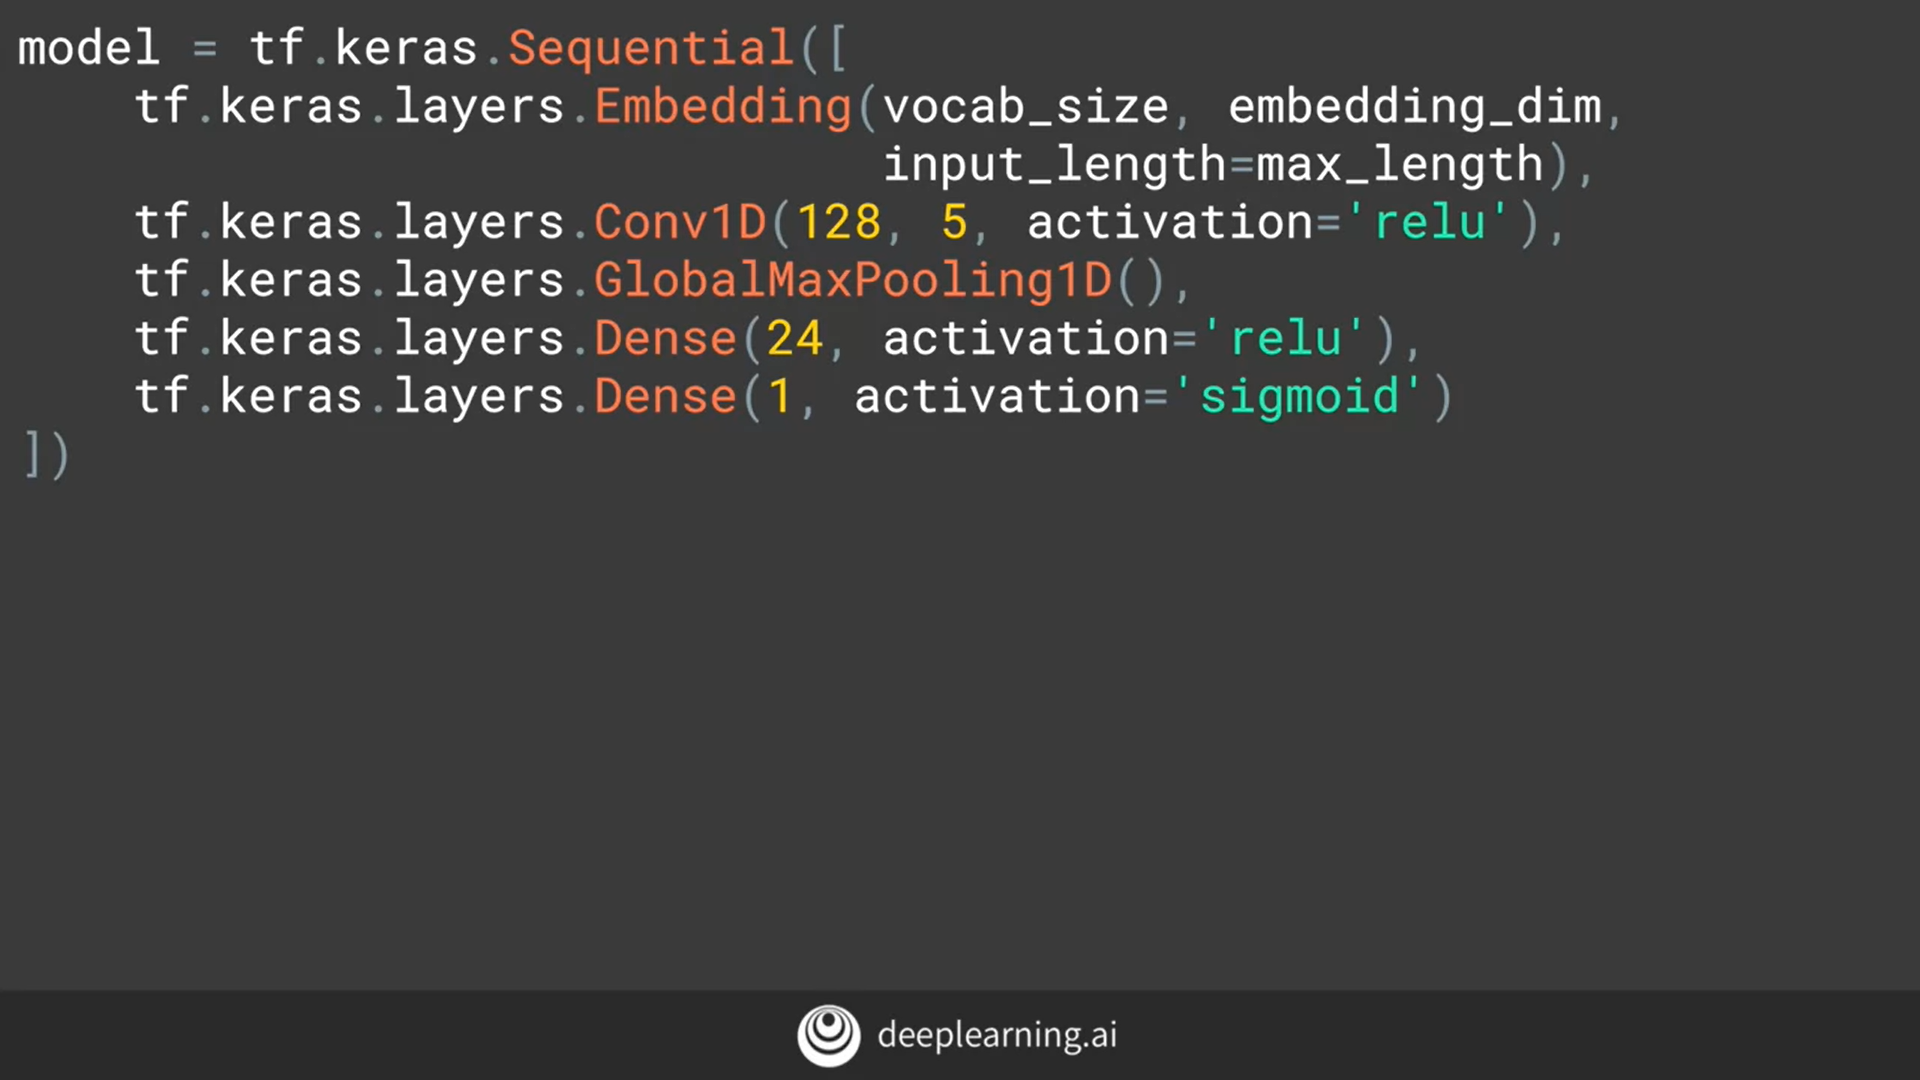 model = tf.keras.Sequential([
    tf.keras.layers.Embedding(vocab_size, embedding_dim,
                              input_length=max_length),
    tf.keras.layers.Conv1D(128, 5, activation='relu'),
    tf.keras.layers.GlobalMaxPooling1D(),
    tf.keras.layers.Dense(24, activation='relu'),
    tf.keras.layers.Dense(1, activation='sigmoid')
])
deeplearning.ai